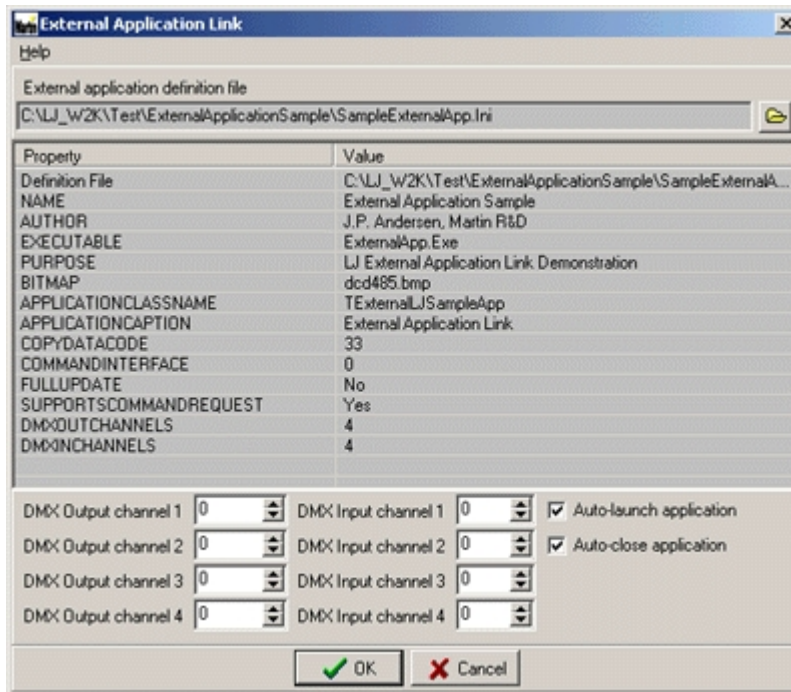 External Application Link
Help
External application definition file
C:\LJ_W2K\Test\ExternalApplicationSample\SampleExternalApp.Ini
Property Value
Definition File C:\LJ_W2K\Test\ExternalApplicationSample\SampleExternalA...
NAME External Application Sample
AUTHOR J.P. Andersen, Martin R&D
EXECUTABLE ExternalApp.Exe
PURPOSE LJ External Application Link Demonstration
BITMAP dcd485.bmp
APPLICATIONCLASSNAME TExternalLJSampleApp
APPLICATIONCAPTION External Application Link
COPYDATACODE 33
COMMANDINTERFACE 0
FULLUPDATE No
SUPPORTSCOMMANDREQUEST Yes
DMXOUTCHANNELS 4
DMXINCHANNELS 4
DMX Output channel 1 0 DMX Input channel 1 0 Auto-launch application
DMX Output channel 2 0 DMX Input channel 2 0 Auto-close application
DMX Output channel 3 0 DMX Input channel 3 0
DMX Output channel 4 0 DMX Input channel 4 0
OK Cancel